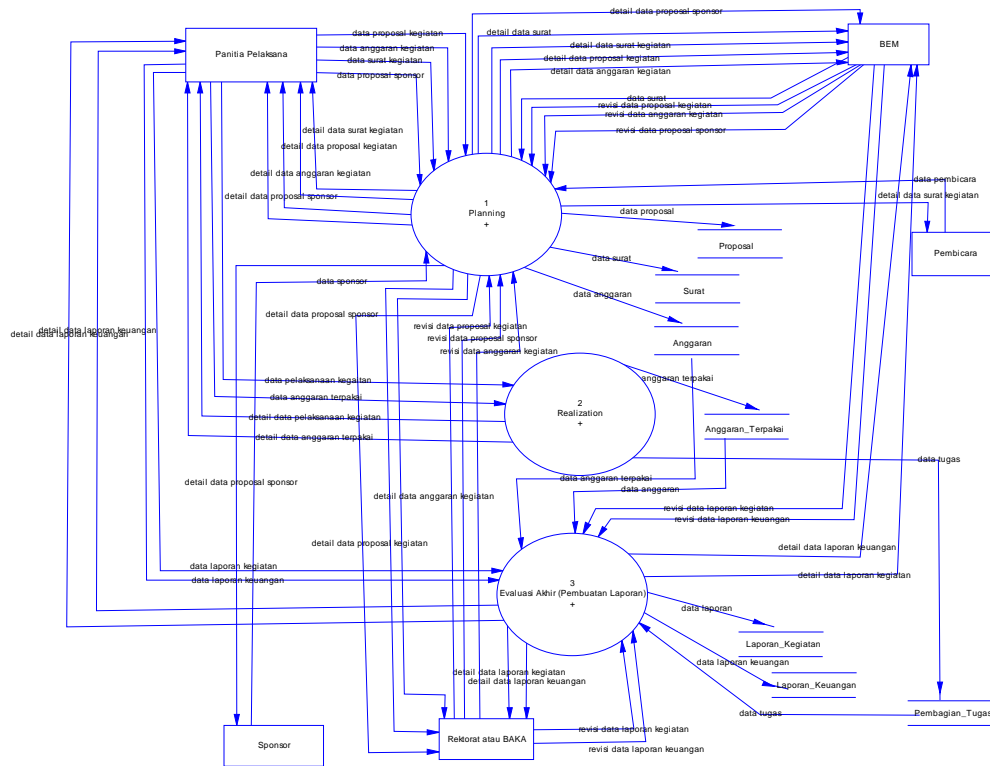 detail data proposal sponsor
Panitia Pelaksana
data proposal kegiatan
detail data surat
BEM
data anggaran kegiatan
detail data surat kegiatan
data surat kegiatan
detail data proposal kegiatan
data proposal sponsor
detail data anggaran kegiatan
data surat
revisi data proposal kegiatan
revisi data anggaran kegiatan
detail data surat kegiatan
revisi data proposal sponsor
detail data proposal kegiatan
detail data anggaran kegiatan
data pembicara
detail data proposal sponsor
detail data surat kegiatan
1
Planning
+
data proposal
Proposal
Pembicara
data surat
data sponsor
Surat
data anggaran
detail data proposal sponsor
revisi data proposal kegiatan
detail data laporan keuangan
detail data laporan keuangan
revisi data proposal sponsor
Anggaran
revisi data anggaran kegiatan
data pelaksanaan kegaitan
anggaran terpakai
data anggaran terpakai
2
Realization
+
detail data pelaksanaan kegiatan
Anggaran_Terpakai
detail data anggaran terpakai
data tugas
detail data proposal sponsor
data anggaran terpakai
data anggaran
detail data anggaran kegiatan
revisi data laporan kegiatan
revisi data laporan keuangan
detail data proposal kegiatan
detail data laporan keuangan
data laporan kegiatan
detail data laporan kegiatan
data laporan keuangan
3
Evaluasi Akhir (Pembuatan Laporan)
+
data laporan
Laporan_Kegiatan
data laporan keuangan
detail data laporan kegiatan
detail data laporan keuangan
Laporan_Keuangan
data tugas
Pembagian_Tugas
revisi data laporan kegiatan
Sponsor
Rektorat atau BAKA
revisi data laporan keuangan